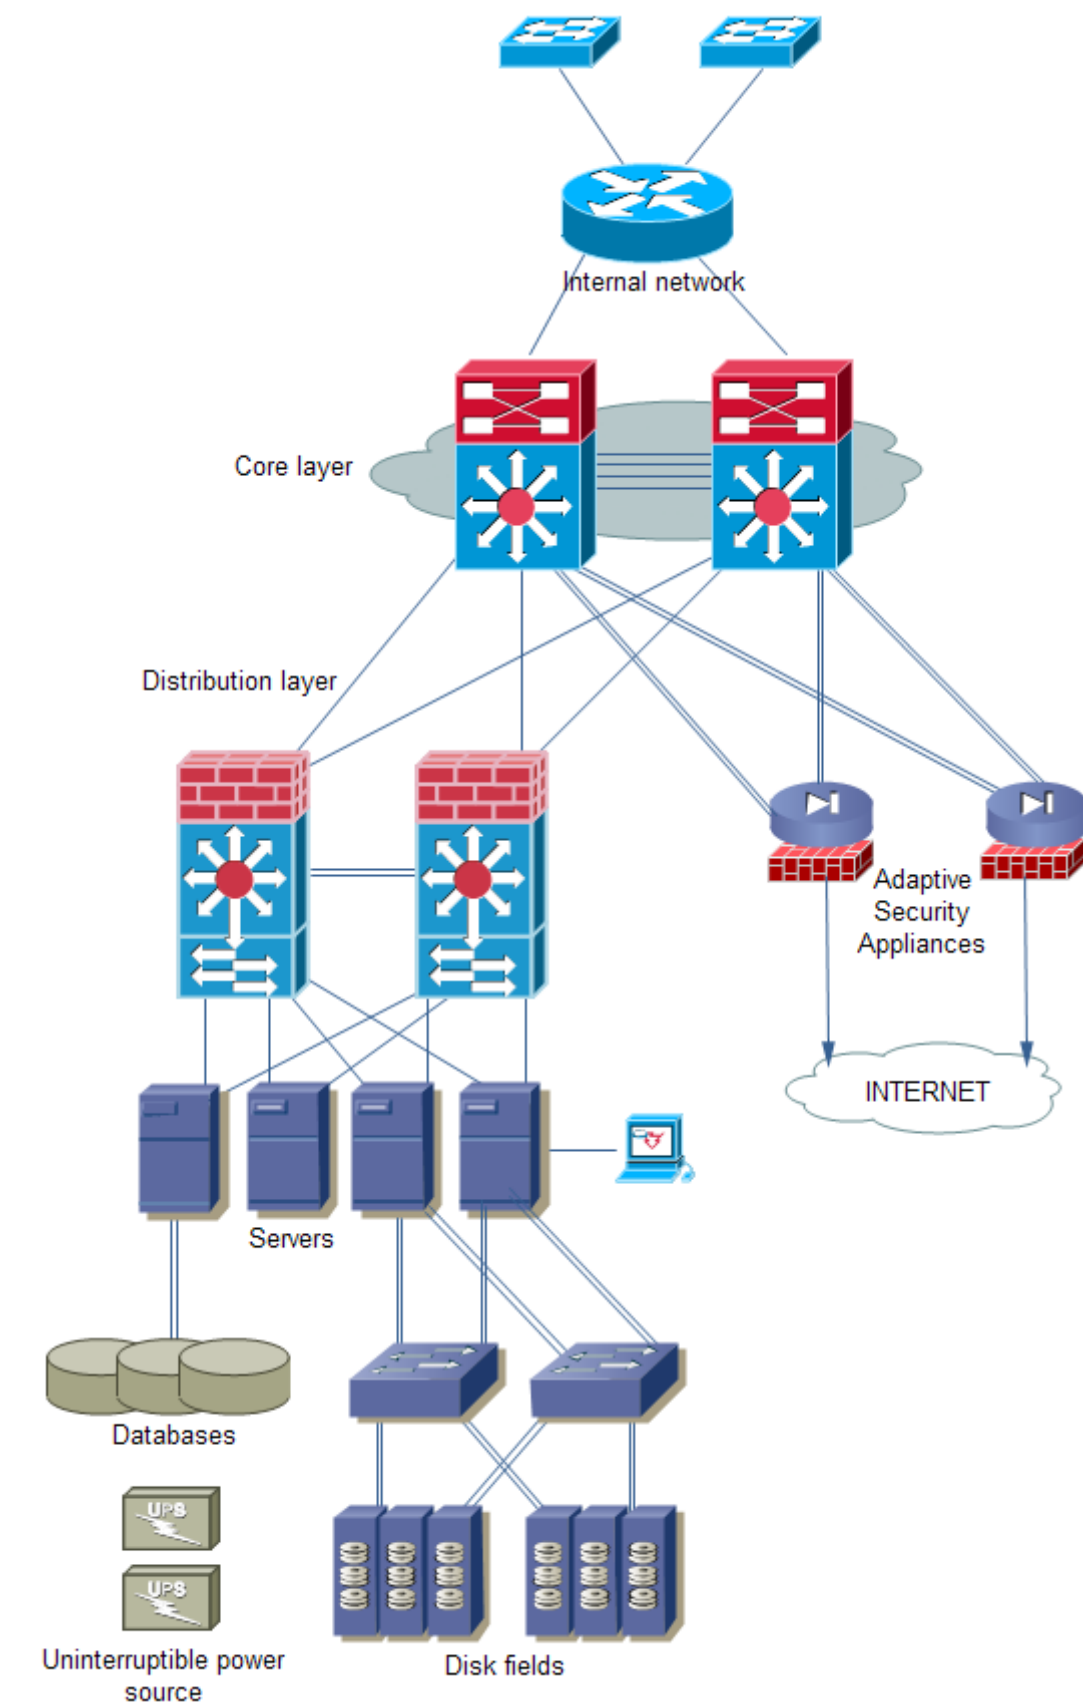 Internal network
Core layer
Distribution layer
Adaptive
Security
Appliances
INTERNET
Servers
Databases
UPS
UPS
Uninterruptible power
source
Disk fields